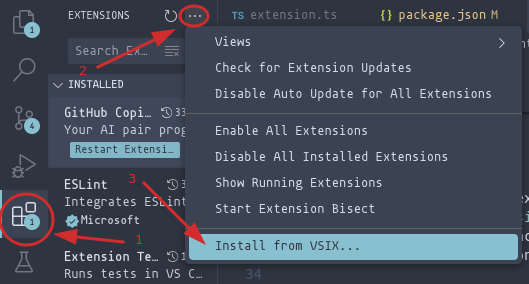 EXTENSIONS
TS extension.ts
{} package.json M
1
2
Search Ex...
INSTALLED
GitHub Copi... 33
Your AI pair prog
Restart Extensi...
4
ESLint 3
Integrates ESLint
Microsoft
1
3
1
Extension Te...
Runs tests in VS C...
Views
Check for Extension Updates
Disable Auto Update for All Extensions
Enable All Extensions
Disable All Installed Extensions
Show Running Extensions
Start Extension Bisect
Install from VSIX...
34